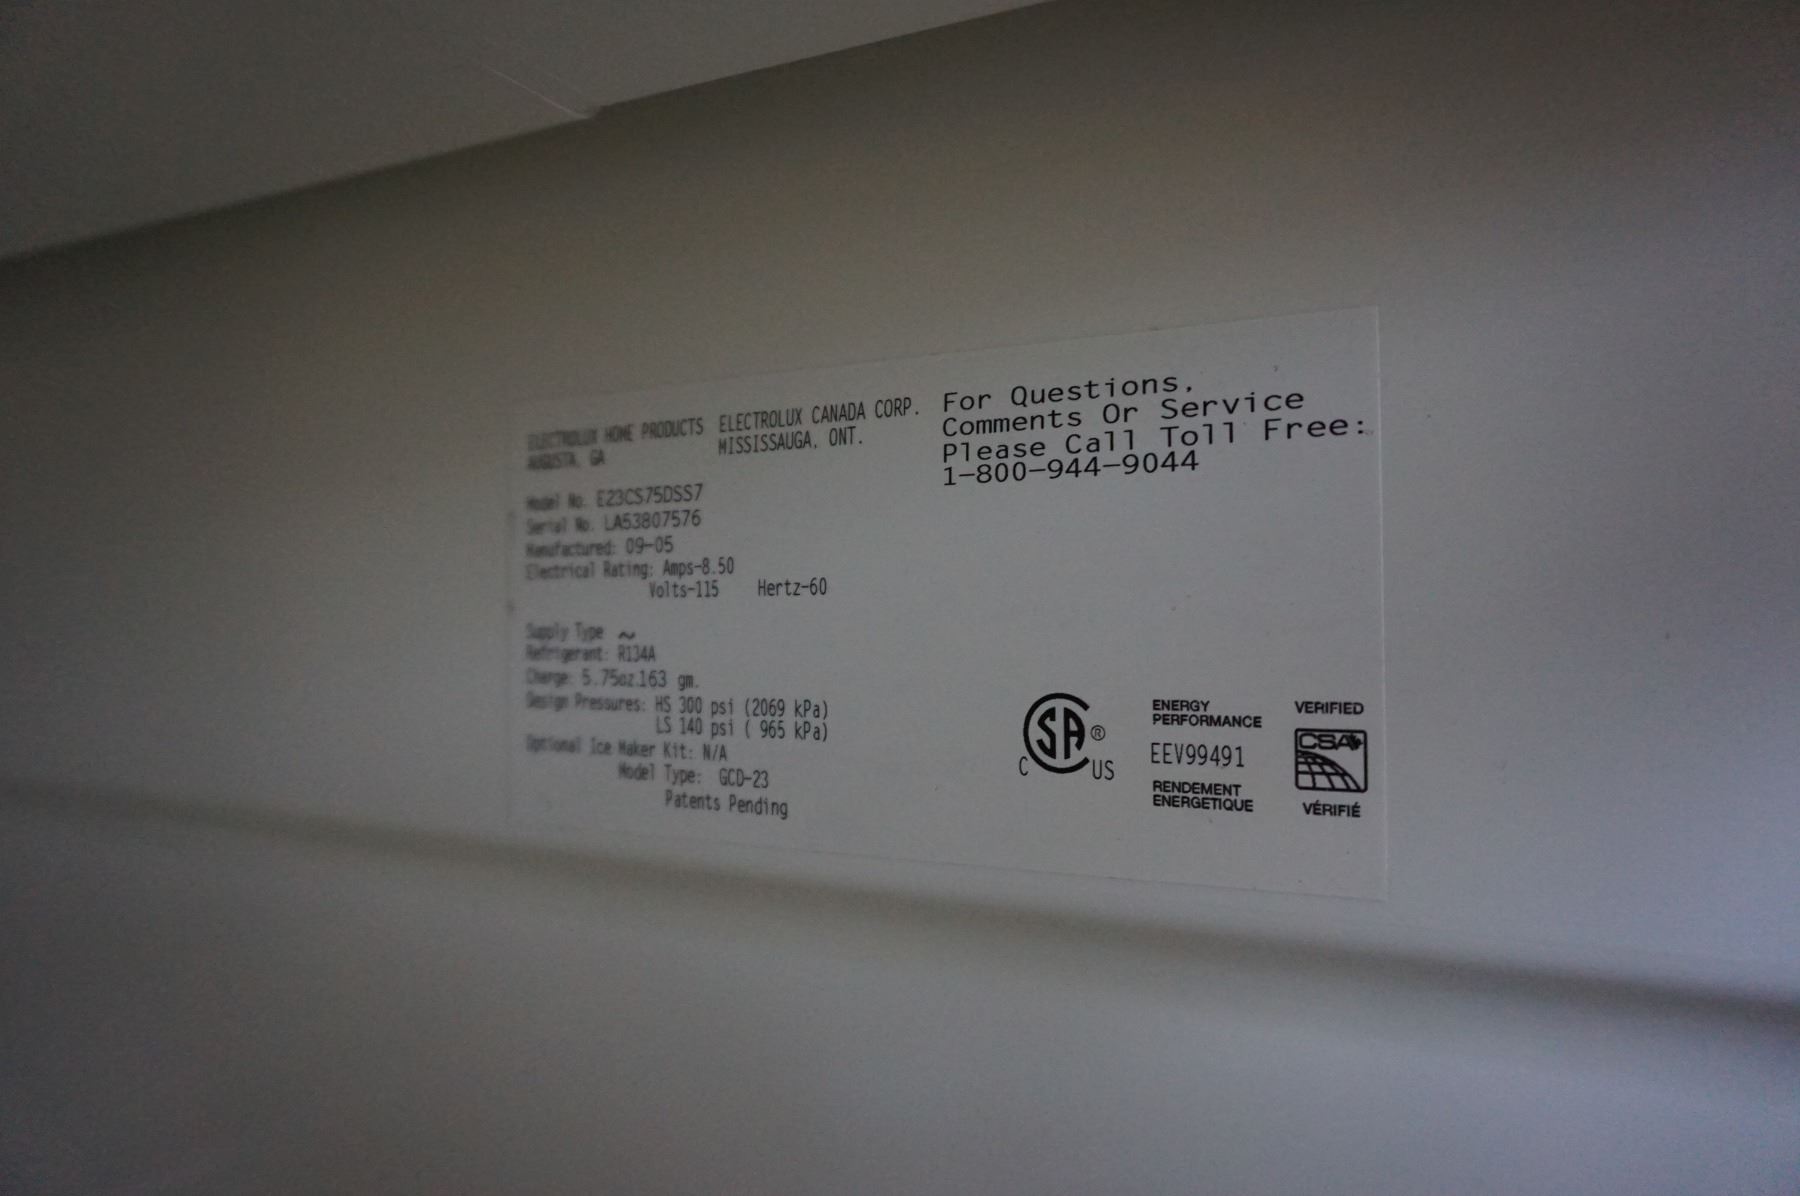 ELECTROLUX HOME PRODUCTS ELECTROLUX CANADA CORP.
AUGUSTA, GA MISSISSAUGA, ONT.
For Questions,
Comments Or Service
Please Call Toll Free:
1-800-944-9044
Model No. E23CS75DSS7
Serial No. LA53807576
Manufactured: 09-05
Electrical Rating: Amps-8.50
Volts-115 Hertz-60
Supply Type ~
Refrigerant: R134A
Charge: 5.75oz.163 gm.
Design Pressures: HS 300 psi (2069 kPa)
LS 140 psi ( 965 kPa)
Optional Ice Maker Kit: N/A
Model Type: GCD-23
Patents Pending
C SA ® US
ENERGY
PERFORMANCE
EEV99491
RENDEMENT
ENERGETIQUE
VERIFIED
CSA
VÉRIFIÉ